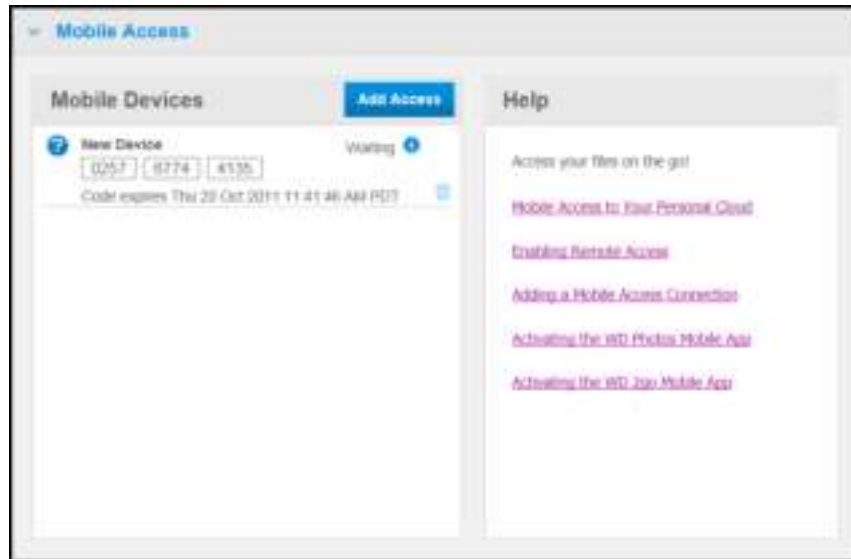 Mobile Access
Mobile Devices
Add Access
New Device
Waiting
0257 8774 4135
Code expires Thu 20 Oct 2011 11:41:46 AM PDT
Help
Access your files on the go!
Mobile Access to Your Personal Cloud
Enabling Remote Access
Adding a Mobile Access Connection
Activating the WD Photos Mobile App
Activating the WD 2go Mobile App